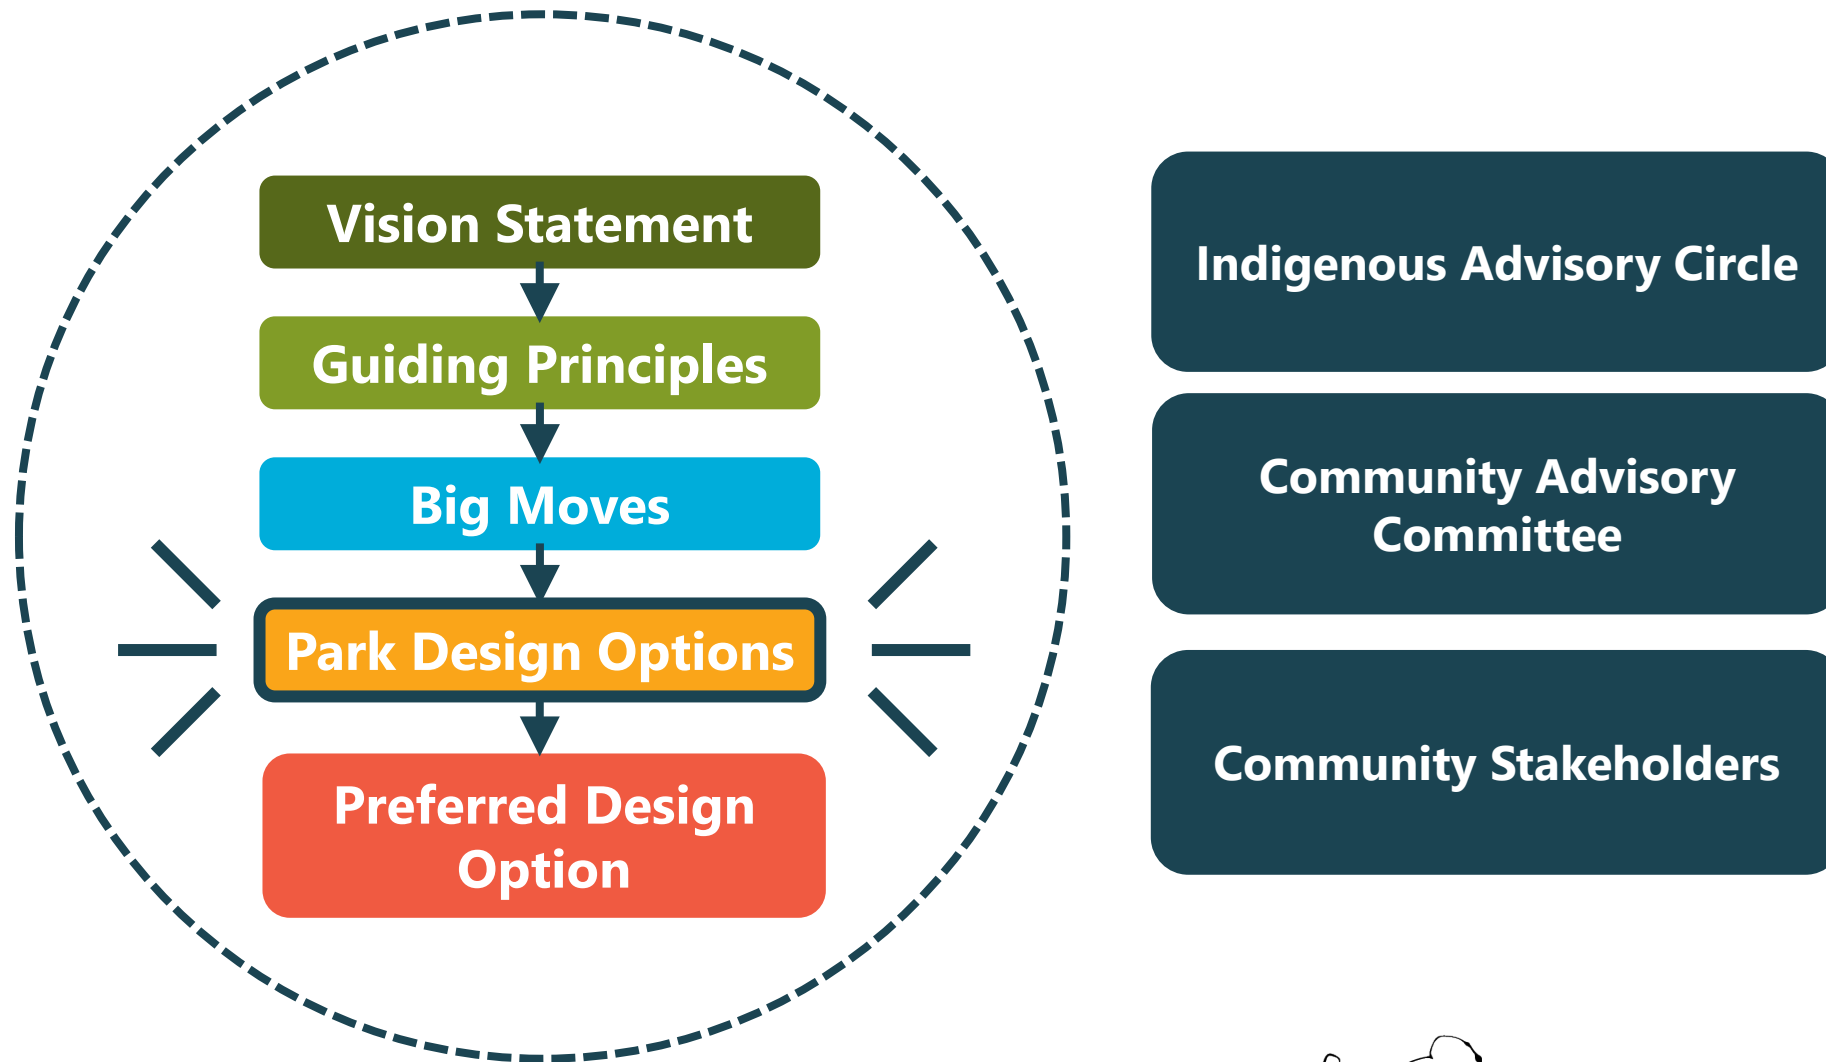 Vision Statement
Guiding Principles
Big Moves
Park Design Options
Preferred Design
Option
Indigenous Advisory Circle
Community Advisory
Committee
Community Stakeholders